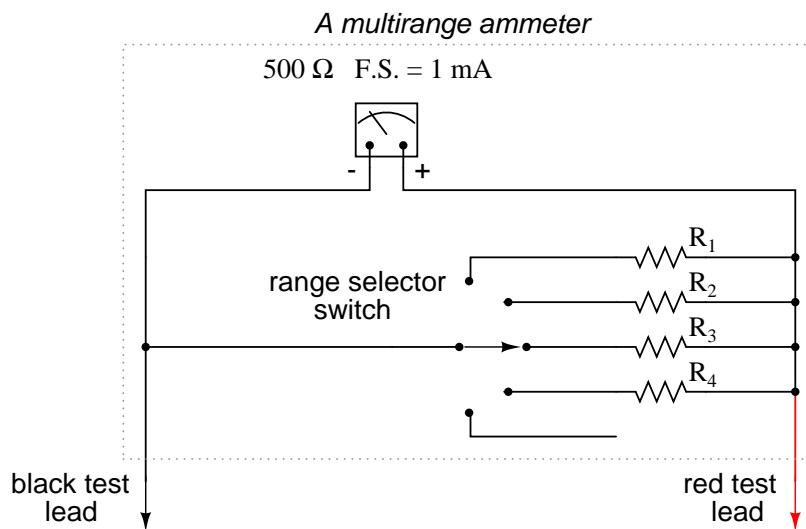 A multirange ammeter
500 Ω F.S. = 1 mA
- +
R1
range selector
R2
switch
R3
R4
black test
lead
red test
lead